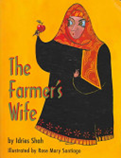 The
Farmer's
Wife
by Idries Shah
Illustrated by Rose Mary Santiago